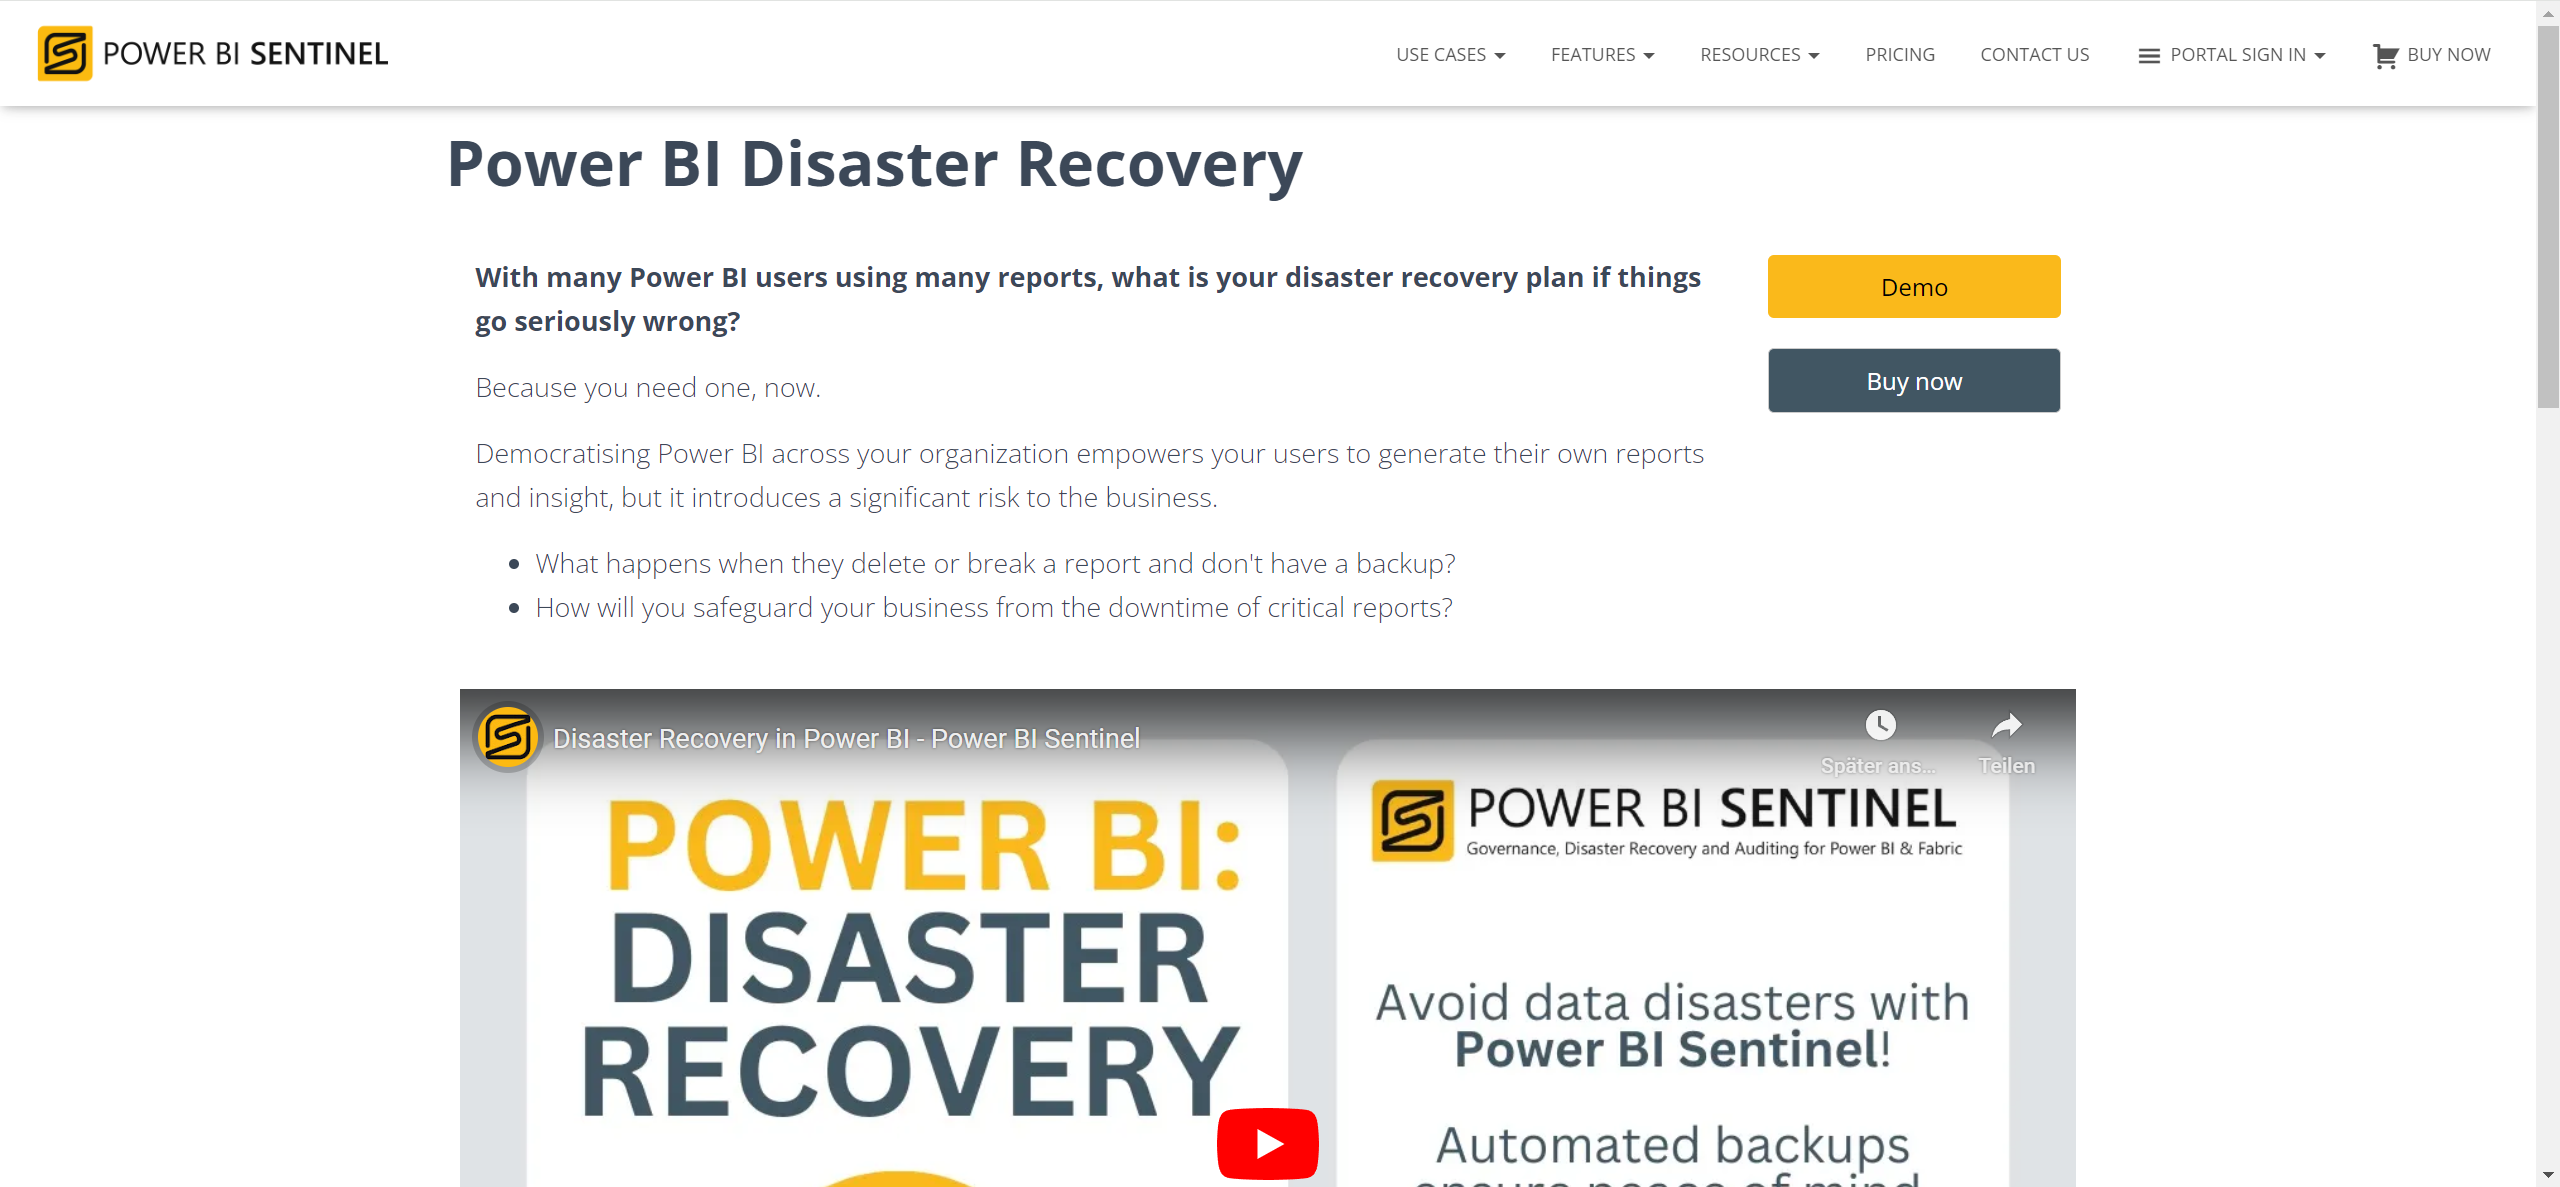 POWER BI SENTINEL
USE CASES
FEATURES
RESOURCES
PRICING
CONTACT US
PORTAL SIGN IN
BUY NOW
Power BI Disaster Recovery
With many Power BI users using many reports, what is your disaster recovery plan if things
go seriously wrong?
Demo
Buy now
Because you need one, now.
Democratising Power BI across your organization empowers your users to generate their own reports
and insight, but it introduces a significant risk to the business.
What happens when they delete or break a report and don't have a backup?
How will you safeguard your business from the downtime of critical reports?
Disaster Recovery in Power BI - Power BI Sentinel
Später ans...
Teilen
POWER BI:
DISASTER
RECOVERY
POWER BI SENTINEL
Governance, Disaster Recovery and Auditing for Power BI & Fabric
Avoid data disasters with
Power BI Sentinel!
Automated backups
ensure peace of mind